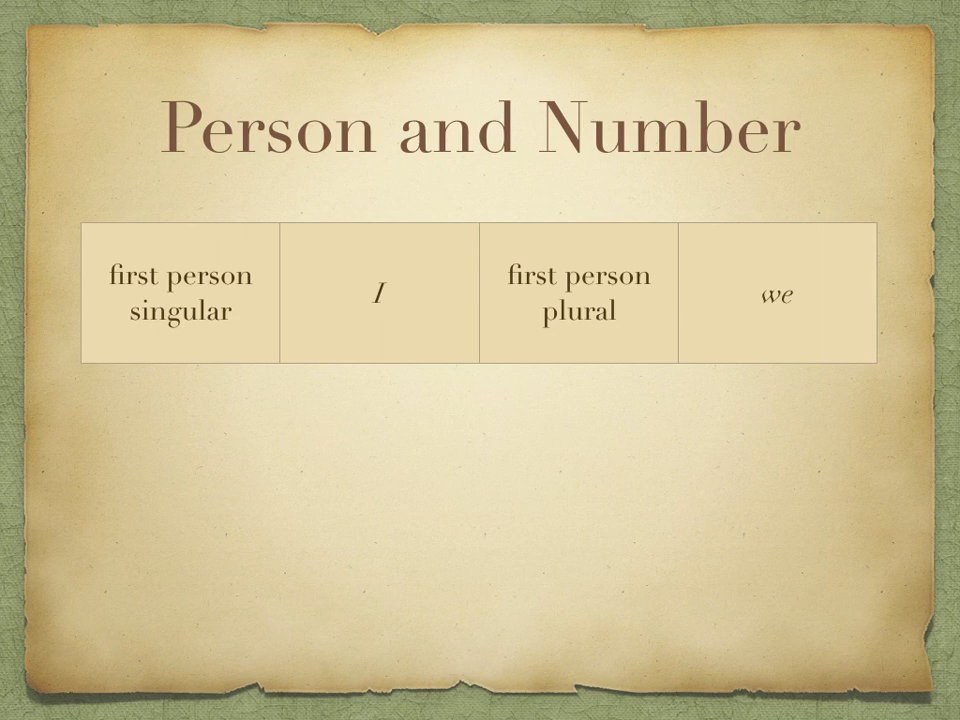 Person and Number
first person
singular
I
first person
plural
we